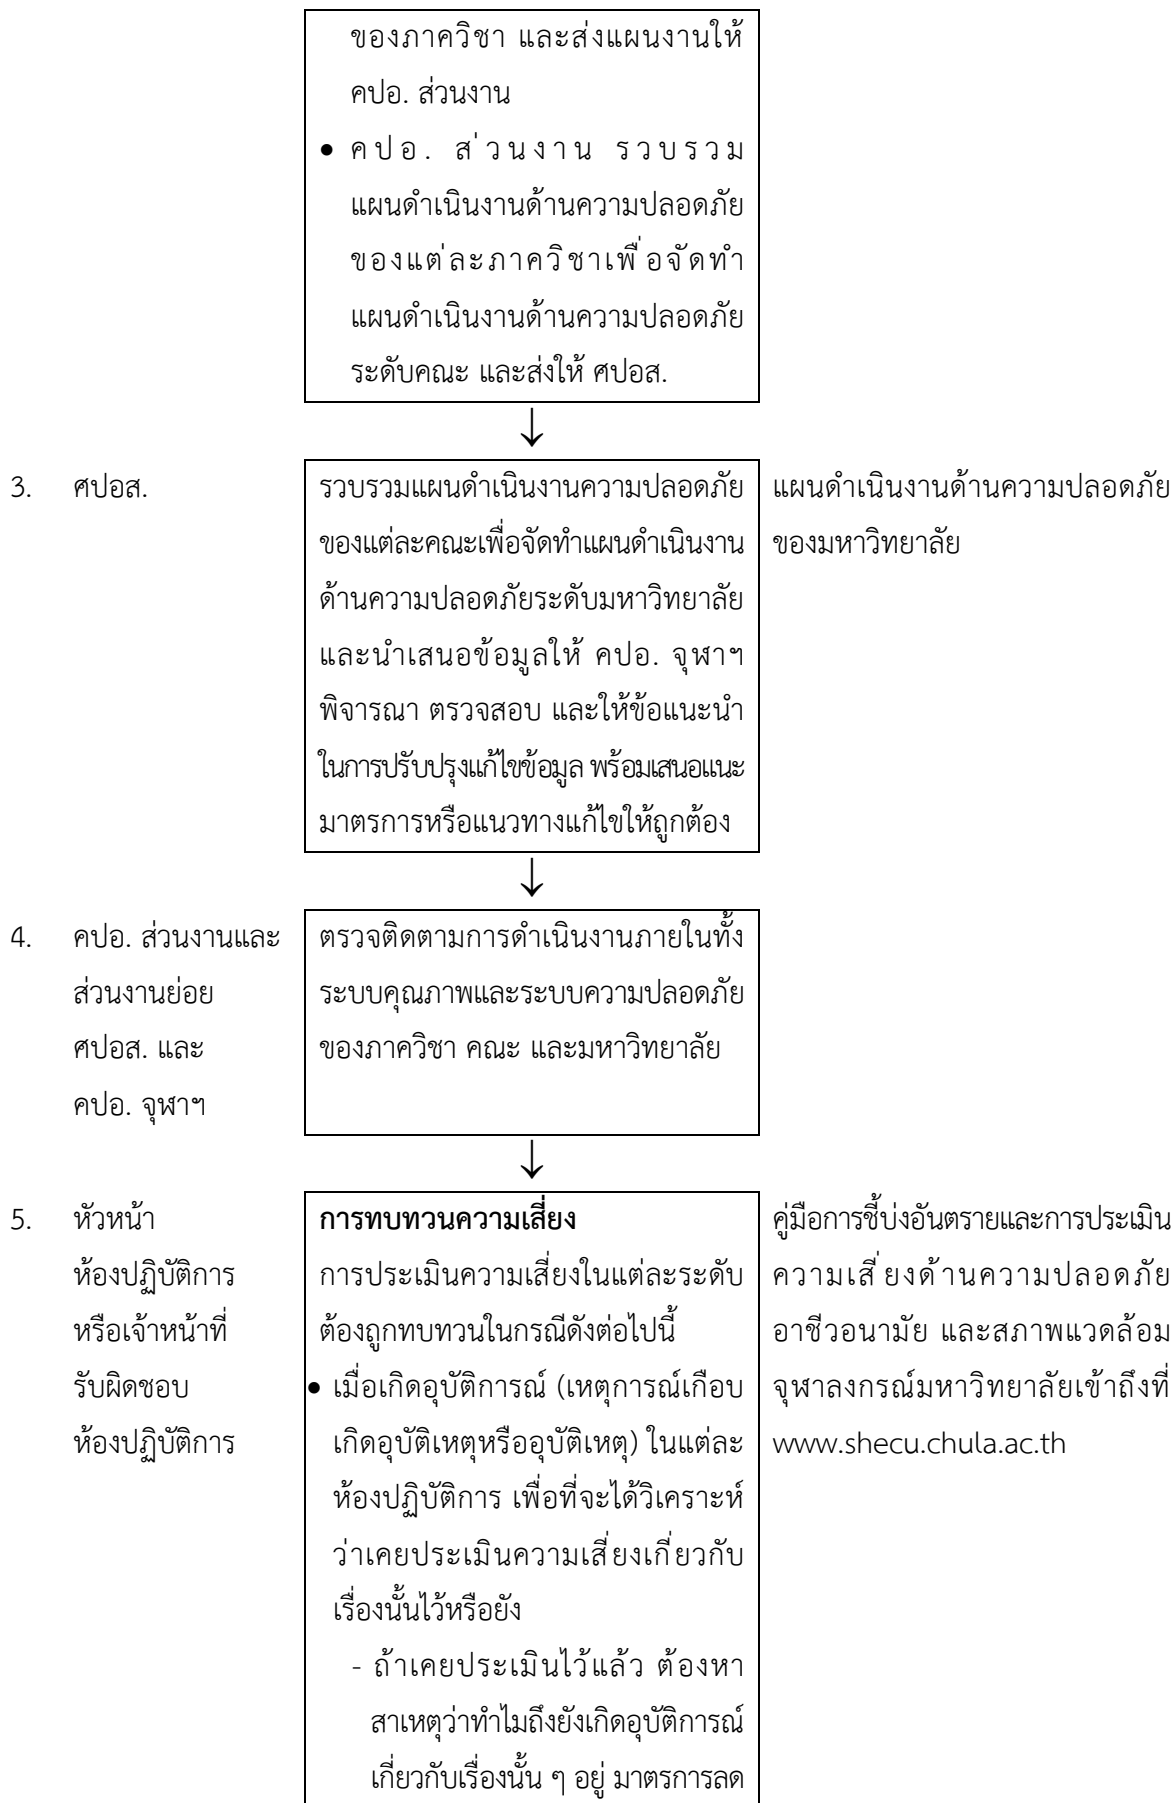 ของภาควิชา และส่งแผนงานให้
คปอ. ส่วนงาน
• คปอ. ส่วนงาน รวบรวม
แผนดำเนินงานด้านความปลอดภัย
ของแต่ละภาควิชาเพื่อจัดทำ
แผนดำเนินงานด้านความปลอดภัย
ระดับคณะ และส่งให้ ศปอส.
↓
3. ศปอส.
รวบรวมแผนดำเนินงานความปลอดภัย
ของแต่ละคณะเพื่อจัดทำแผนดำเนินงาน
ด้านความปลอดภัยระดับมหาวิทยาลัย
และนำเสนอข้อมูลให้ คปอ. จุฬาฯ
พิจารณา ตรวจสอบ และให้ข้อแนะนำ
ในการปรับปรุงแก้ไขข้อมูล พร้อมเสนอแนะ
มาตรการหรือแนวทางแก้ไขให้ถูกต้อง
แผนดำเนินงานด้านความปลอดภัย
ของมหาวิทยาลัย
↓
4. คปอ. ส่วนงานและ
ส่วนงานย่อย
ศปอส. และ
คปอ. จุฬาฯ
ตรวจติดตามการดำเนินงานภายในทั้ง
ระบบคุณภาพและระบบความปลอดภัย
ของภาควิชา คณะ และมหาวิทยาลัย
↓
5. หัวหน้า
ห้องปฏิบัติการ
หรือเจ้าหน้าที่
รับผิดชอบ
ห้องปฏิบัติการ
การทบทวนความเสี่ยง
การประเมินความเสี่ยงในแต่ละระดับ
ต้องถูกทบทวนในกรณีดังต่อไปนี้
• เมื่อเกิดอุบัติการณ์ (เหตุการณ์เกือบ
เกิดอุบัติเหตุหรืออุบัติเหตุ) ในแต่ละ
ห้องปฏิบัติการ เพื่อที่จะได้วิเคราะห์
ว่าเคยประเมินความเสี่ยงเกี่ยวกับ
เรื่องนั้นไว้หรือยัง
- ถ้าเคยประเมินไว้แล้ว ต้องหา
สาเหตุว่าทำไมถึงยังเกิดอุบัติการณ์
เกี่ยวกับเรื่องนั้น ๆ อยู่ มาตรการลด
คู่มือการชี้บ่งอันตรายและการประเมิน
ความเสี่ยงด้านความปลอดภัย
อาชีวอนามัย และสภาพแวดล้อม
จุฬาลงกรณ์มหาวิทยาลัยเข้าถึงที่
www.shecu.chula.ac.th